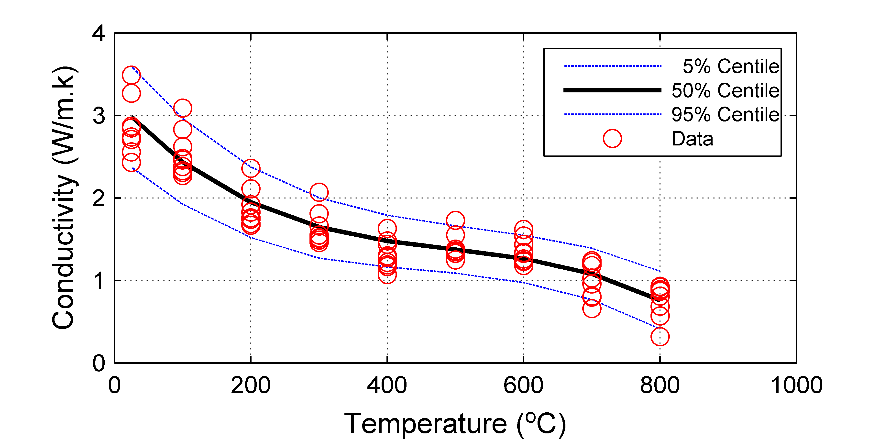 4
3
2
1
0
Conductivity (W/m.k)
5% Centile
50% Centile
95% Centile
Data
0 200 400 600 800 1000
Temperature (°C)